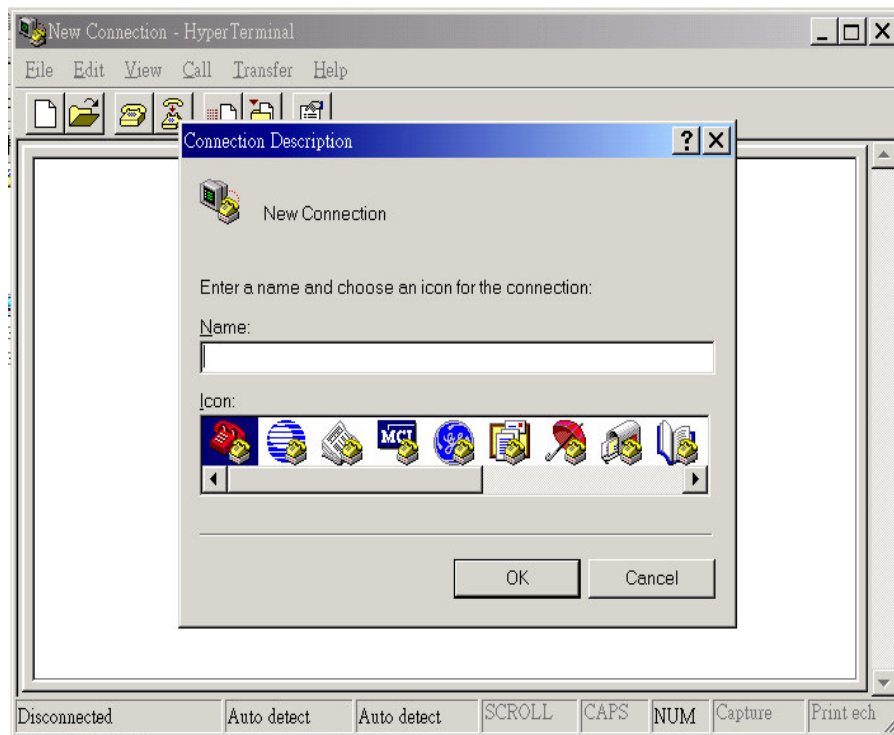 New Connection - HyperTerminal
File Edit View Call Transfer Help
Connection Description
?
New Connection
Enter a name and choose an icon for the connection:
Name:
Icon:
MCI
OK Cancel
Disconnected Auto detect Auto detect SCROLL CAPS NUM Capture Print ech